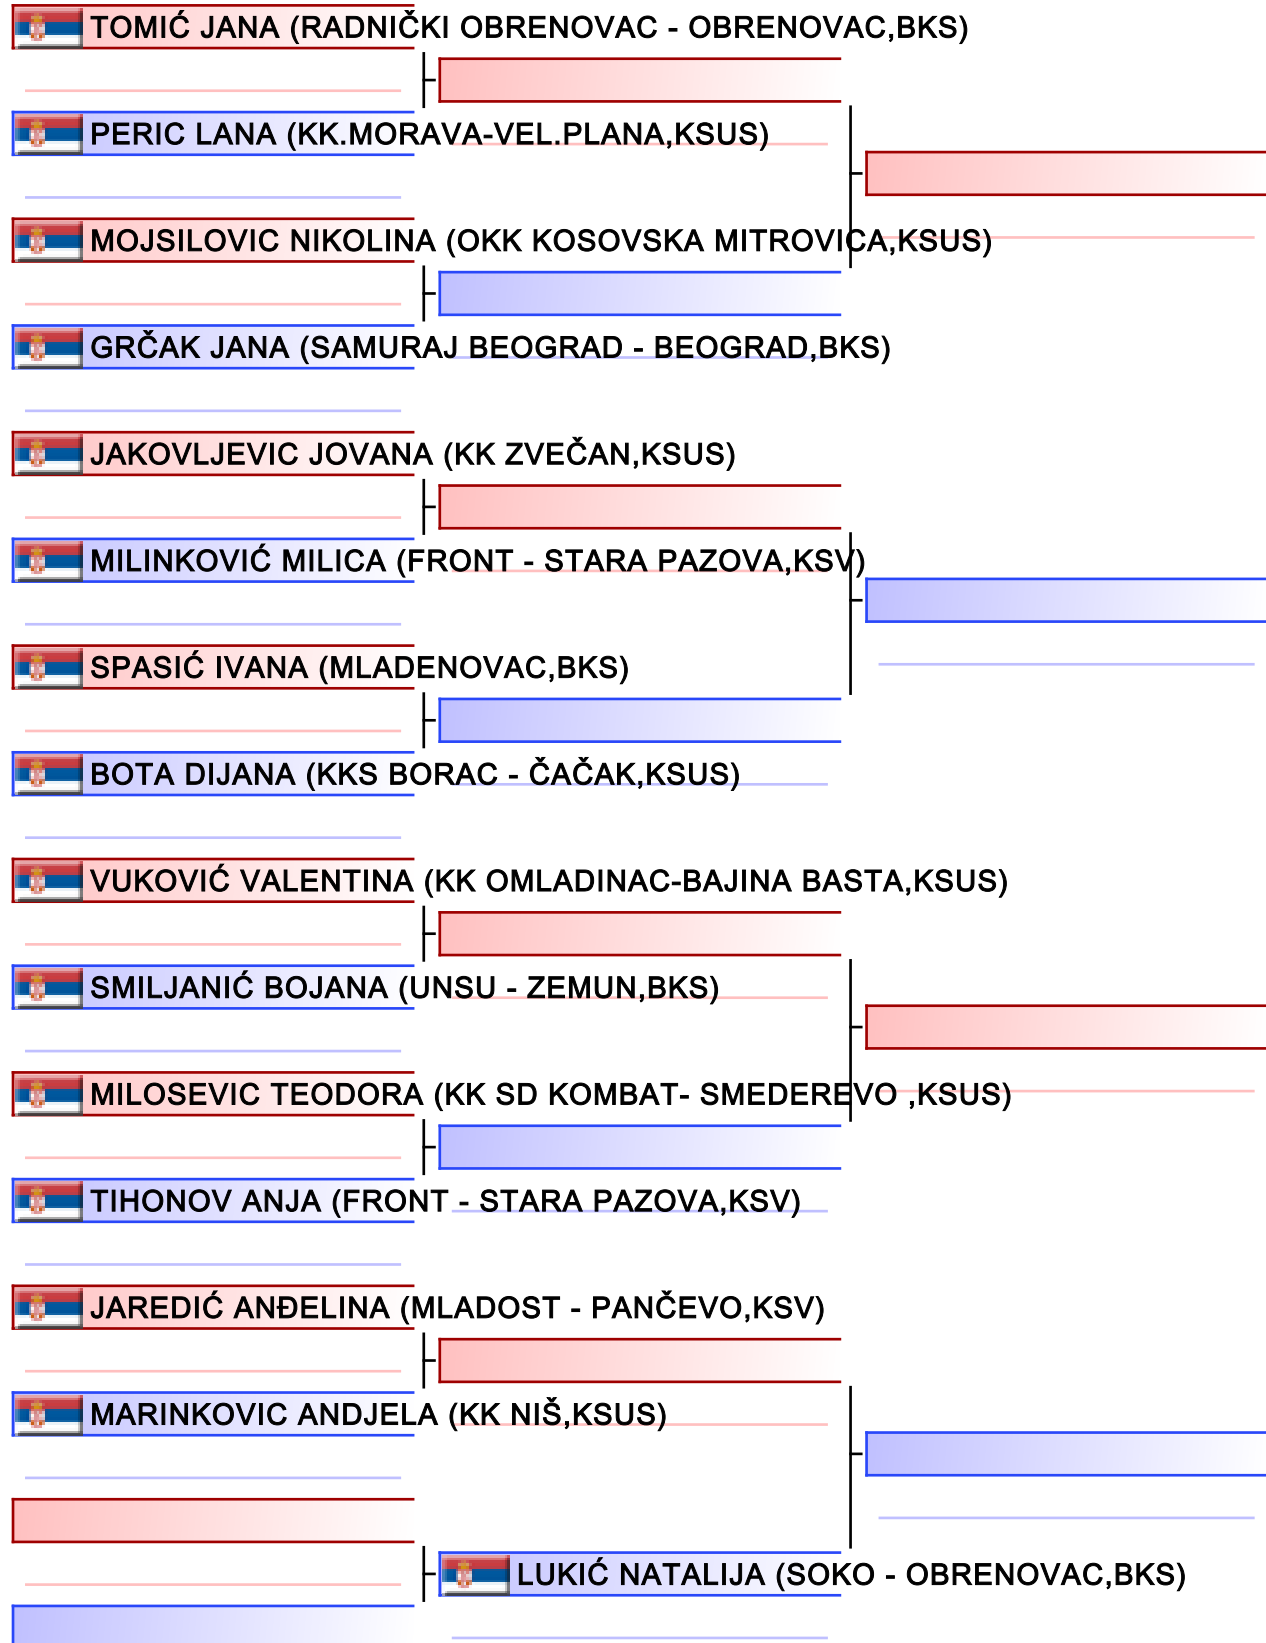 TOMIĆ JANA (RADNIČKI OBRENOVAC - OBRENOVAC,BKS)
PERIC LANA (KK.MORAVA-VEL.PLANA,KSUS)
MOJSILOVIC NIKOLINA (OKK KOSOVSKA MITROVICA,KSUS)
GRČAK JANA (SAMURAJ BEOGRAD - BEOGRAD,BKS)
JAKOVLJEVIC JOVANA (KK ZVEČAN,KSUS)
MILINKOVIĆ MILICA (FRONT - STARA PAZOVA,KSV)
SPASIĆ IVANA (MLADENOVAC,BKS)
BOTA DIJANA (KKS BORAC - ČAČAK,KSUS)
VUKOVIĆ VALENTINA (KK OMLADINAC-BAJINA BASTA,KSUS)
SMILJANIĆ BOJANA (UNSU - ZEMUN,BKS)
MILOSEVIC TEODORA (KK SD KOMBAT- SMEDEREVO ,KSUS)
TIHONOV ANJA (FRONT - STARA PAZOVA,KSV)
JAREDIĆ ANĐELINA (MLADOST - PANČEVO,KSV)
MARINKOVIC ANDJELA (KK NIŠ,KSUS)
LUKIĆ NATALIJA (SOKO - OBRENOVAC,BKS)